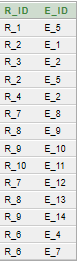 R_ID E_ID
R_1 E_5
R_2 E_1
R_3 E_2
R_2 E_5
R_4 E_2
R_7 E_8
R_8 E_9
R_9 E_10
R_10 E_11
R_7 E_12
R_8 E_13
R_9 E_14
R_6 E_4
R_6 E_7